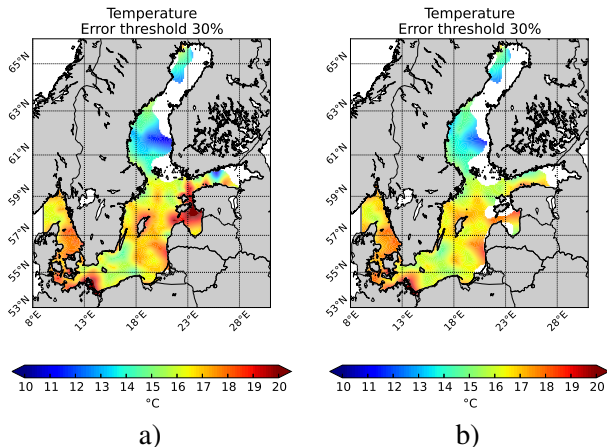 Temperature
Error threshold 30%
65°N
63°N
61°N
59°N
57°N
55°N
53°N
8°E 13°E 18°E 23°E 28°E
10 11 12 13 14 15 16 17 18 19 20
°C
a)
Temperature
Error threshold 30%
65°N
63°N
61°N
59°N
57°N
55°N
53°N
8°E 13°E 18°E 23°E 28°E
10 11 12 13 14 15 16 17 18 19 20
°C
b)